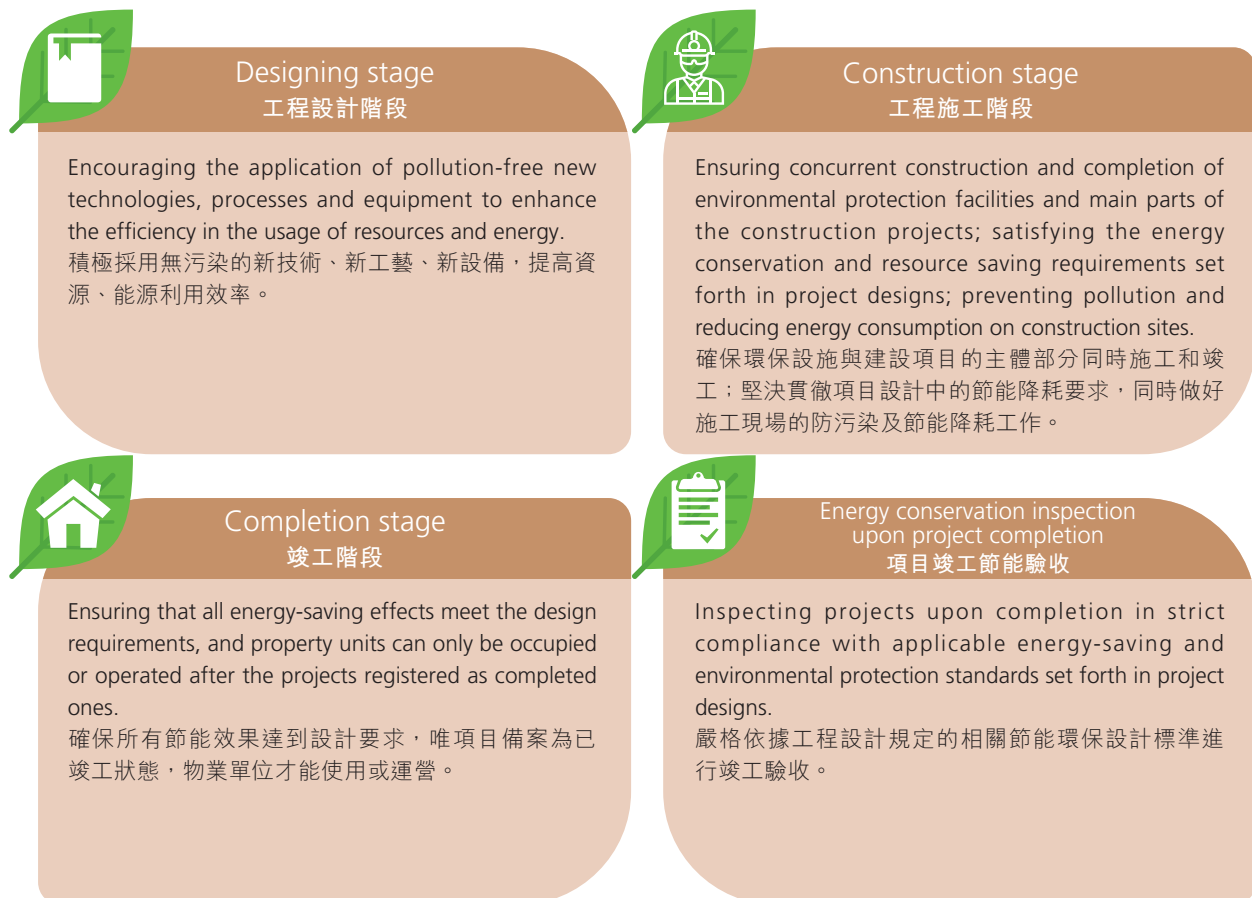 Designing stage
工程設計階段
Encouraging the application of pollution-free new
technologies, processes and equipment to enhance
the efficiency in the usage of resources and energy.
積極採用無污染的新技術、新工藝、新設備，提高資
源、能源利用效率。
Construction stage
工程施工階段
Ensuring concurrent construction and completion of
environmental protection facilities and main parts of
the construction projects; satisfying the energy
conservation and resource saving requirements set
forth in project designs; preventing pollution and
reducing energy consumption on construction sites.
確保環保設施與建設項目的主體部分同時施工和竣
工；堅決貫徹項目設計中的節能降耗要求，同時做好
施工現場的防污染及節能降耗工作。
Completion stage
竣工階段
Ensuring that all energy-saving effects meet the design
requirements, and property units can only be occupied
or operated after the projects registered as completed
ones.
確保所有節能效果達到設計要求，唯項目備案為已
竣工狀態，物業單位才能使用或運營。
Energy conservation inspection
upon project completion
項目竣工節能驗收
Inspecting projects upon completion in strict
compliance with applicable energy-saving and
environmental protection standards set forth in project
designs.
嚴格依據工程設計規定的相關節能環保設計標準進
行竣工驗收。